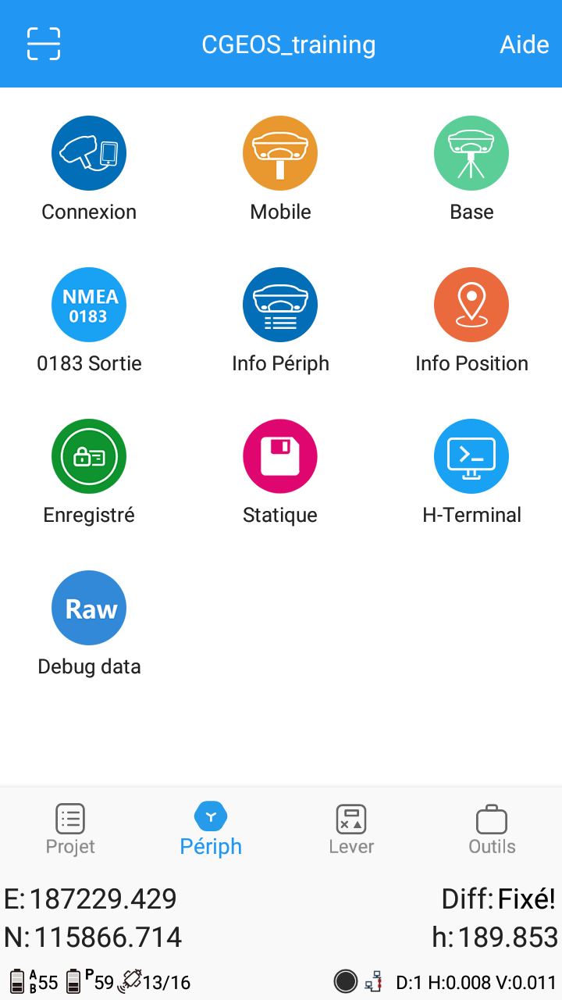 CGEOS_training Aide
Connexion Mobile Base
NMEA
0183
0183 Sortie Info Périph Info Position
Enregistré Statique H-Terminal
Raw
Debug data
Projet Périph Lever Outils
E: 187229.429 Diff: Fixé!
N: 115866.714 h: 189.853
A B 55 P 59 13/16 D:1 H:0.008 V:0.011